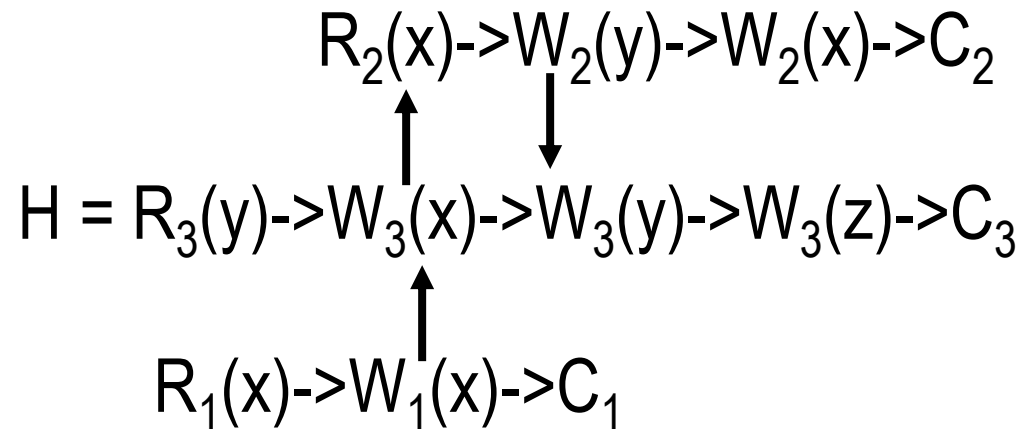 R₂(x)->W₂(y)->W₂(x)->C₂
H = R₃(y)->W₃(x)->W₃(y)->W₃(z)->C₃
R₁(x)->W₁(x)->C₁